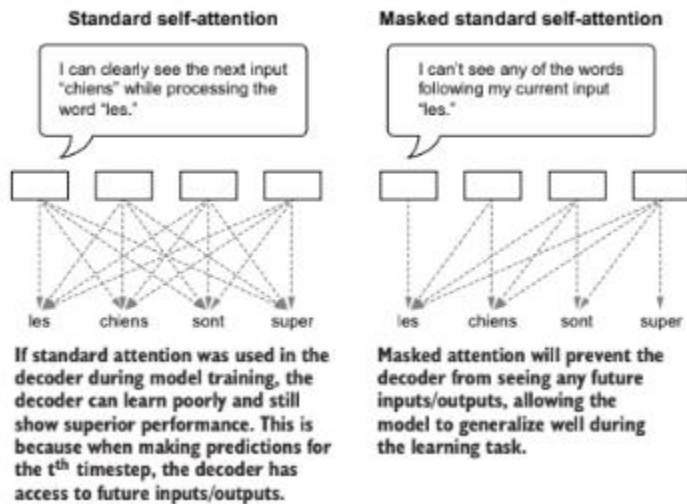 Standard self-attention
I can clearly see the next input
"chiens" while processing the
word "les."
les chiens sont super
If standard attention was used in the
decoder during model training, the
decoder can learn poorly and still
show superior performance. This is
because when making predictions for
the tth timestep, the decoder has
access to future inputs/outputs.
Masked standard self-attention
I can't see any of the words
following my current input
"les."
les chiens sont super
Masked attention will prevent the
decoder from seeing any future
inputs/outputs, allowing the
model to generalize well during
the learning task.